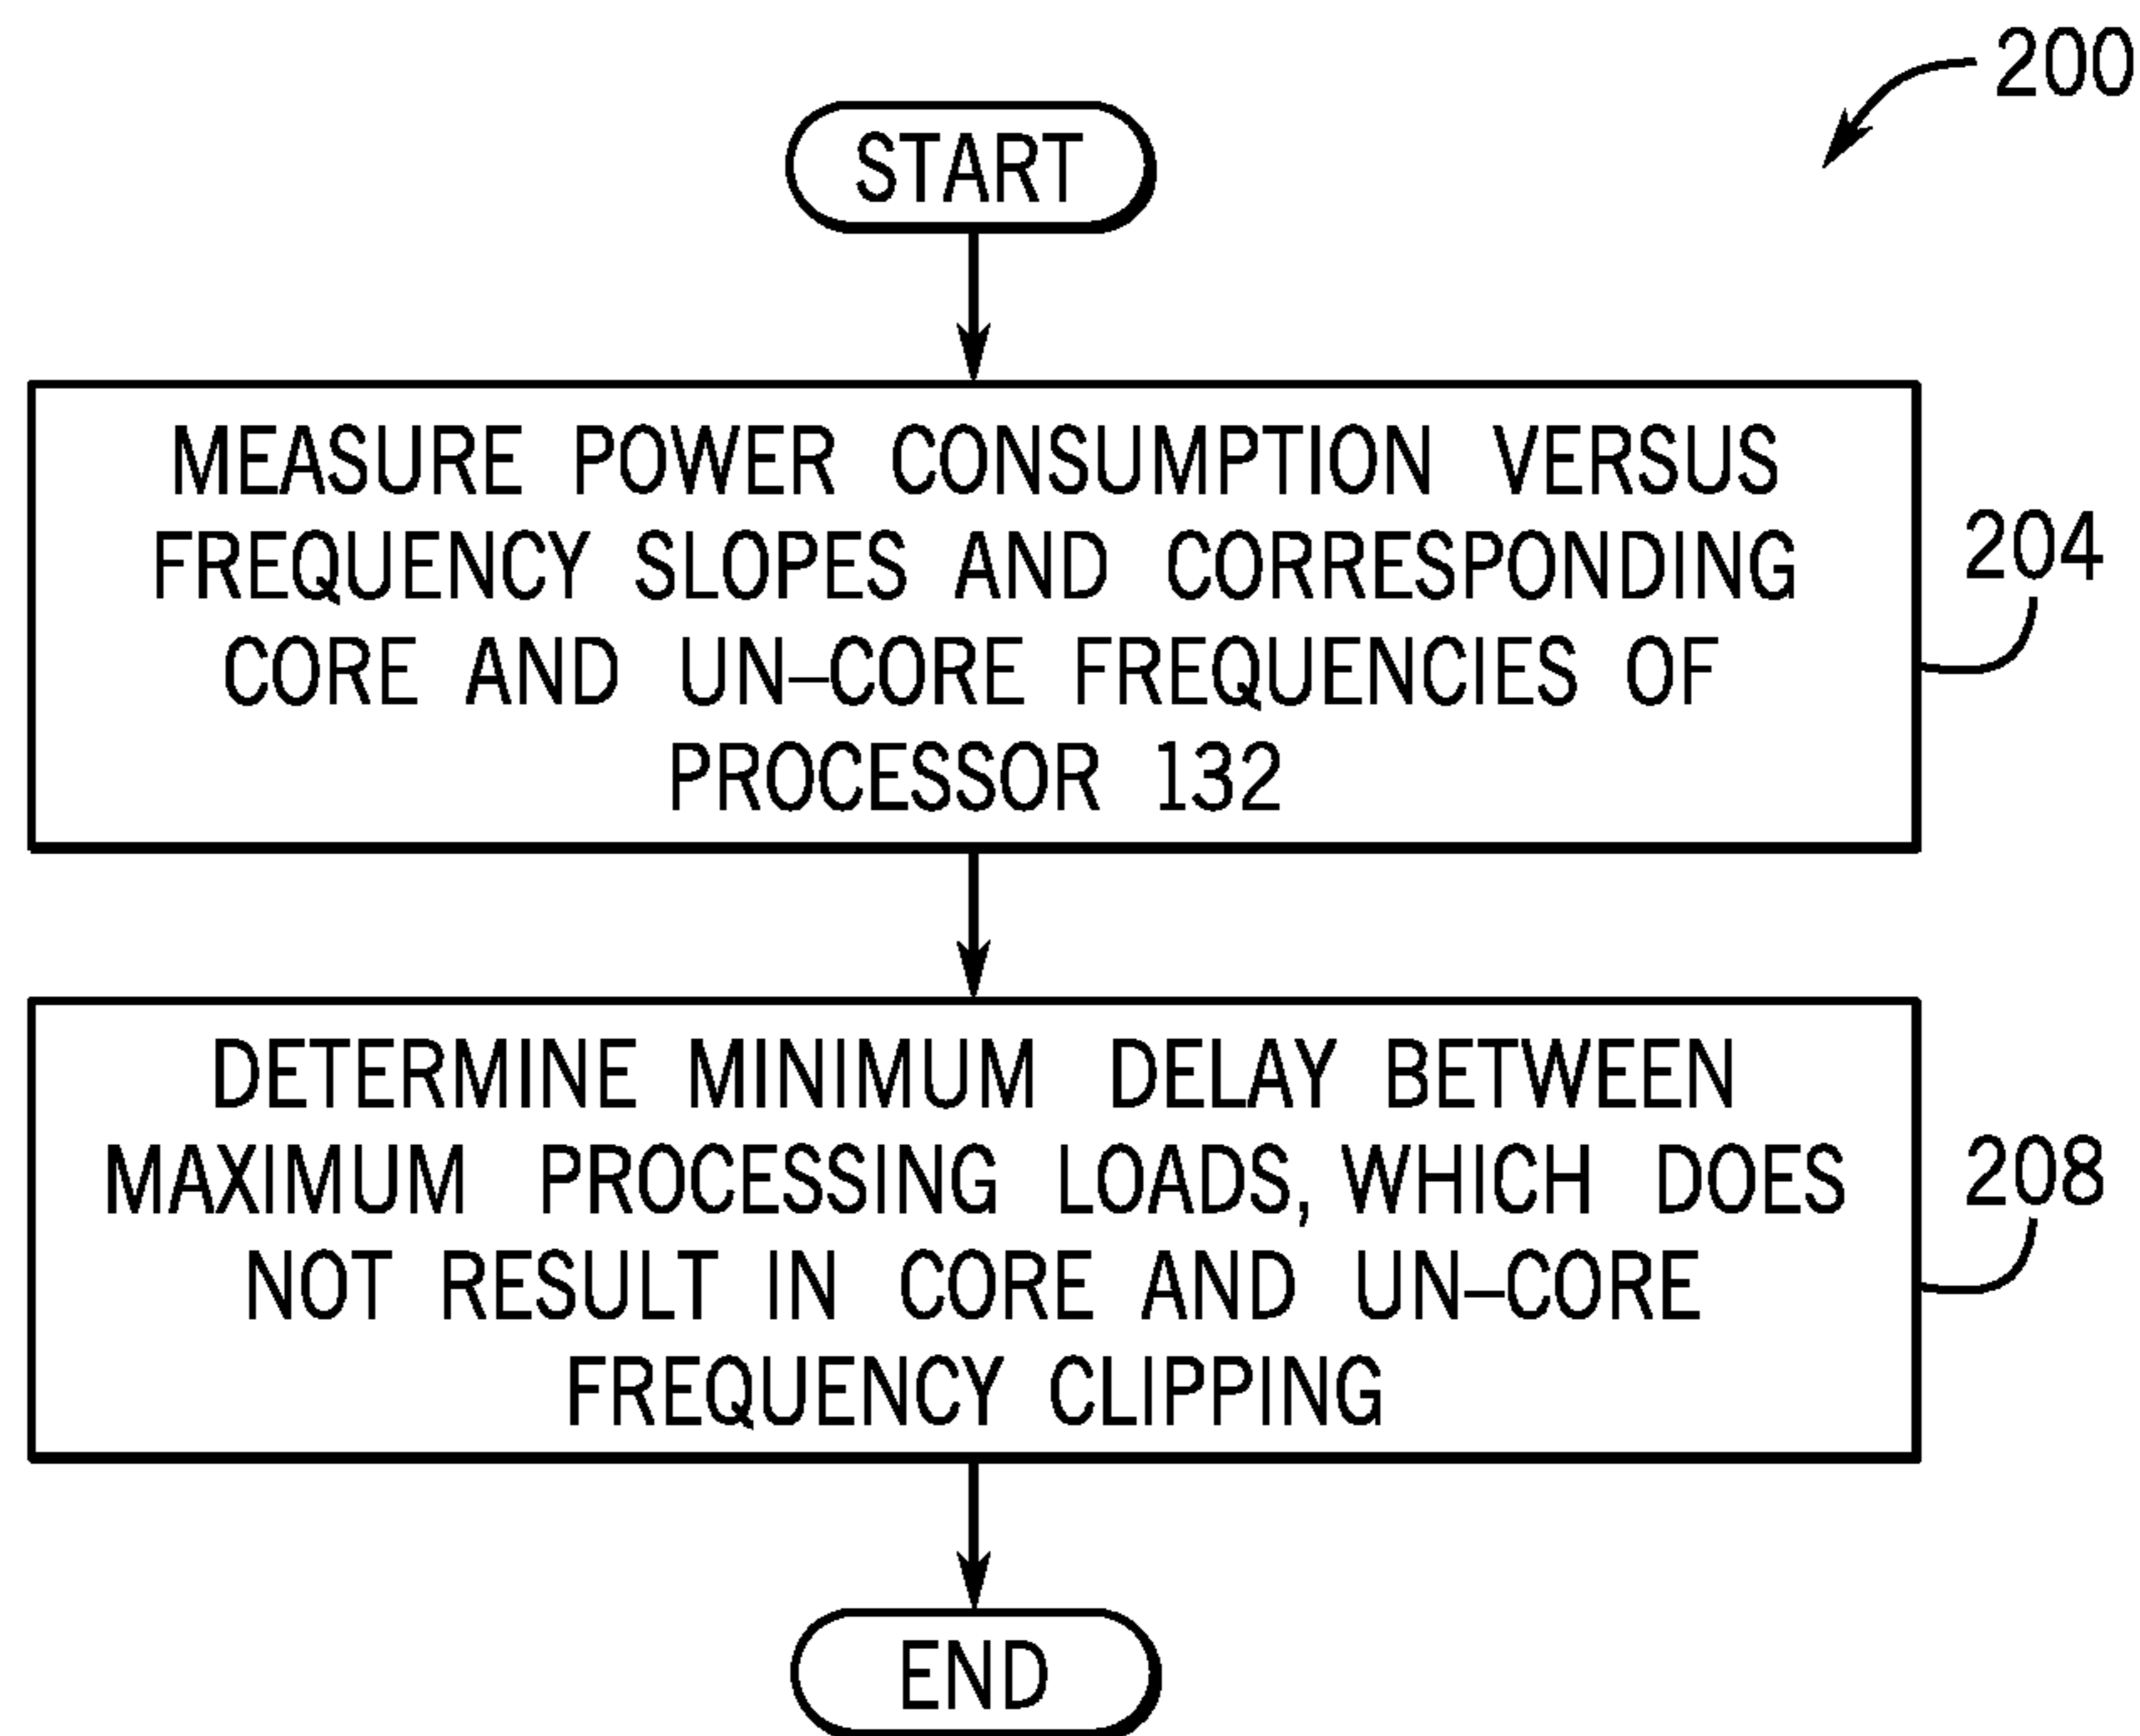 200
START
MEASURE POWER CONSUMPTION VERSUS
FREQUENCY SLOPES AND CORRESPONDING
CORE AND UN–CORE FREQUENCIES OF
PROCESSOR 132
204
DETERMINE MINIMUM DELAY BETWEEN
MAXIMUM PROCESSING LOADS, WHICH DOES
NOT RESULT IN CORE AND UN–CORE
FREQUENCY CLIPPING
208
END